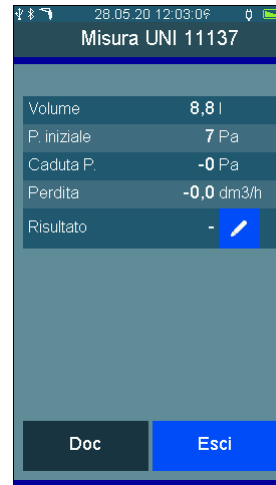 28.05.20 12:03:09
Misura UNI 11137
Volume 8,8 l
P. iniziale 7 Pa
Caduta P. -0 Pa
Perdita -0,0 dm3/h
Risultato -
Doc Esci